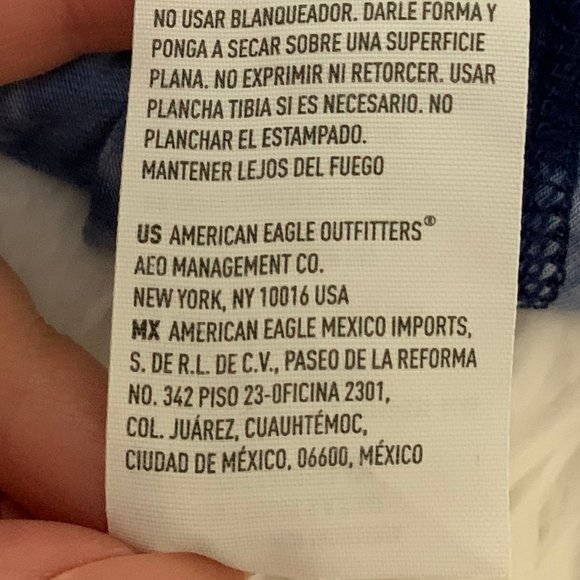 NO USAR BLANQUEADOR. DARLE FORMA Y
PONGA A SECAR SOBRE UNA SUPERFICIE
PLANA. NO EXPRIMIR NI RETORCER. USAR
PLANCHA TIBIA SI ES NECESARIO. NO
PLANCHAR EL ESTAMPADO.
MANTENER LEJOS DEL FUEGO
US AMERICAN EAGLE OUTFITTERS®
AEO MANAGEMENT CO.
NEW YORK, NY 10016 USA
MX AMERICAN EAGLE MEXICO IMPORTS,
S. DE R.L. DE C.V., PASEO DE LA REFORMA
NO. 342 PISO 23-OFICINA 2301,
COL. JUÁREZ, CUAUHTÉMOC,
CIUDAD DE MÉXICO, 06600, MÉXICO